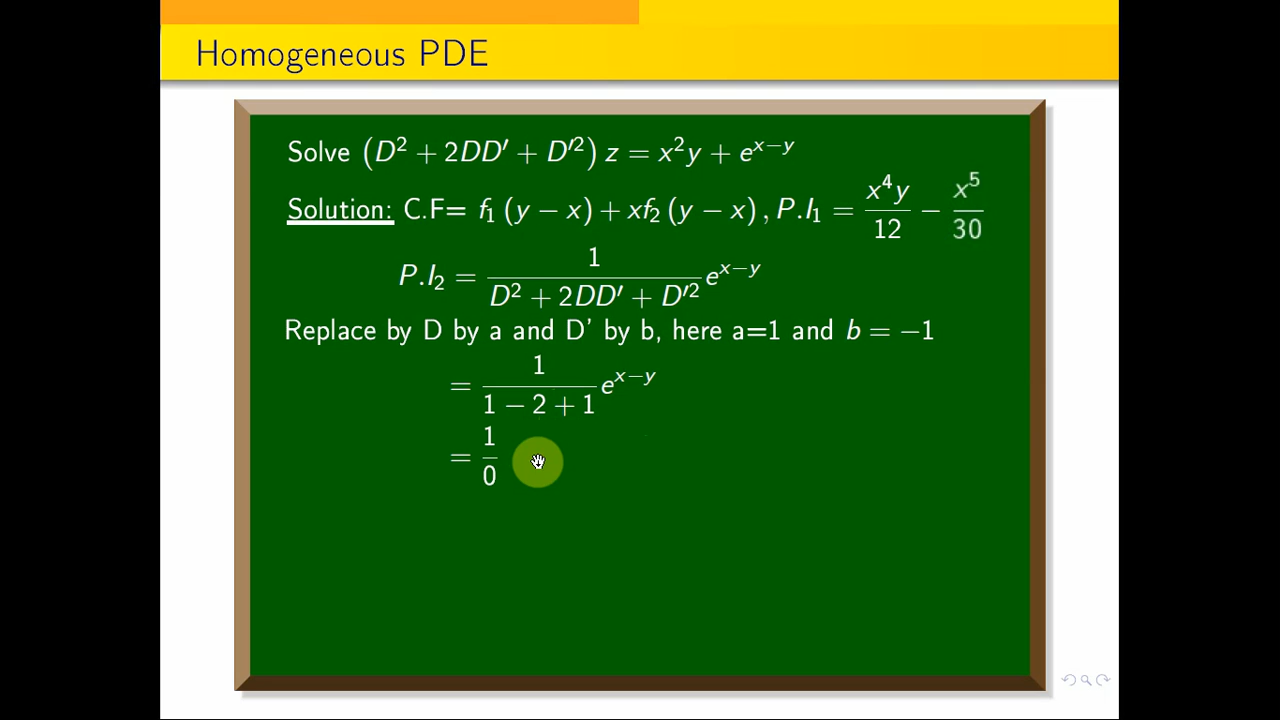 Homogeneous PDE
Solve (D² + 2DD′ + D′²) z = x²y + e^{x−y}
Solution: C.F= f₁ (y − x) + xf₂ (y − x) , P.I₁ = x⁴y/12 − x⁵/30
P.I₂ = 1/(D² + 2DD′ + D′²) e^{x−y}
Replace by D by a and D' by b, here a=1 and b = −1
= 1/(1 − 2 + 1) e^{x−y}
= 1/0